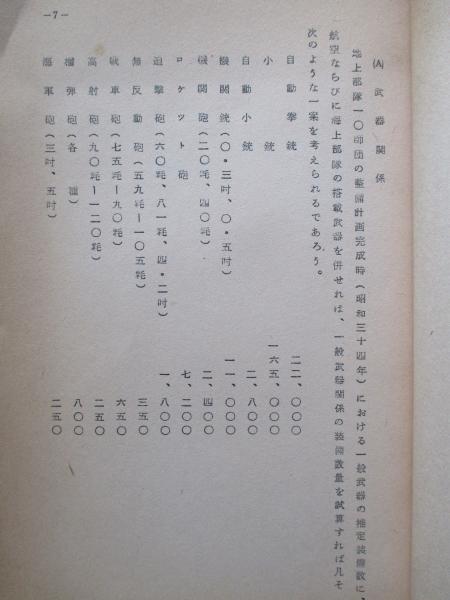 (A) 武器関係
地上部隊一〇師団の整備計画完成時(昭和三十四年)における一般武器の推定装備数に、
航空ならびに海上部隊の搭載武器を併せれば、一般武器関係の装備数量を試算すれば凡そ
次のような一案を考えられるであろう。
自動拳銃 二二、〇〇〇
小銃 一六五、〇〇〇
自動小銃 二、八〇〇
機関銃(〇・三吋、〇・五吋) 一一、〇〇〇
機関砲(二〇粍、四〇粍) 二、四〇〇
ロケット砲 七、二〇〇
迫撃砲(六〇粍、八一粍、四・二吋) 一、八〇〇
無反動砲(五九粍ー一〇五粍) 三五〇
戦車砲(七五粍ー九〇粍) 六五〇
高射砲(九〇粍ー一二〇粍) 二五〇
榴弾砲(各種) 八〇〇
海軍砲(三吋、五吋) 二五〇
-7-